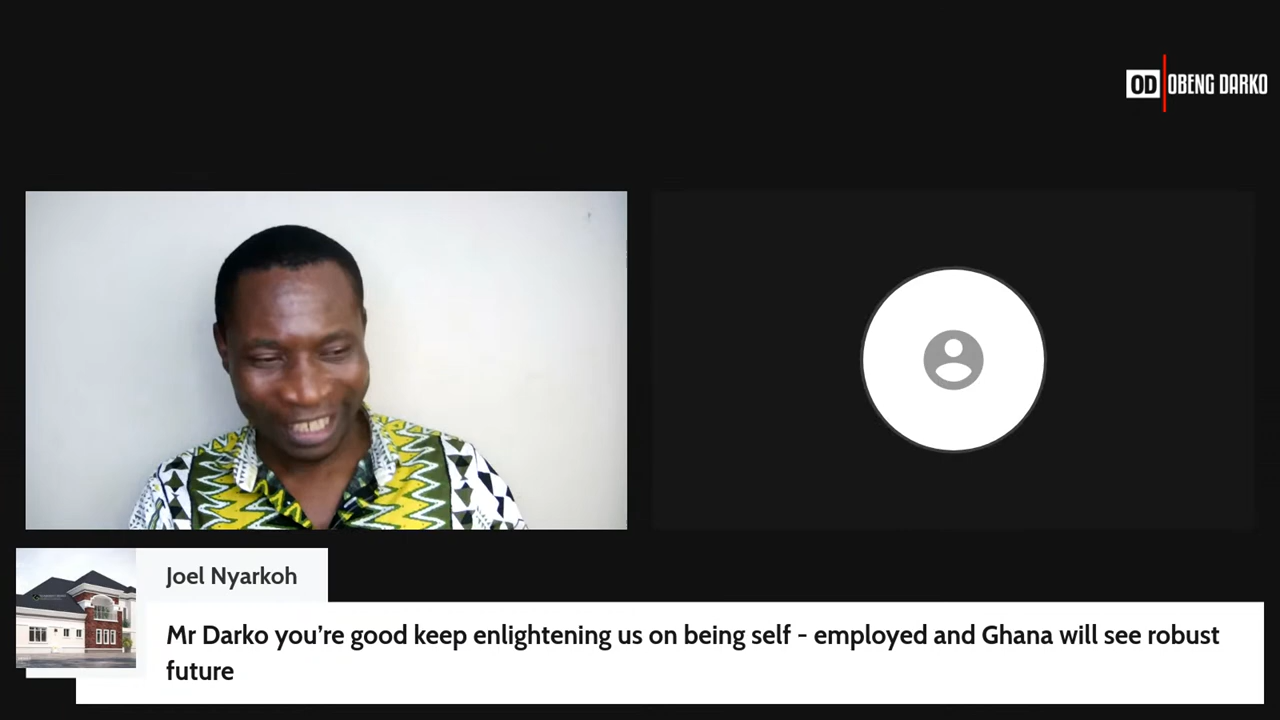 OD OBENG DARKO
Joel Nyarkoh
Mr Darko you’re good keep enlightening us on being self - employed and Ghana will see robust
future